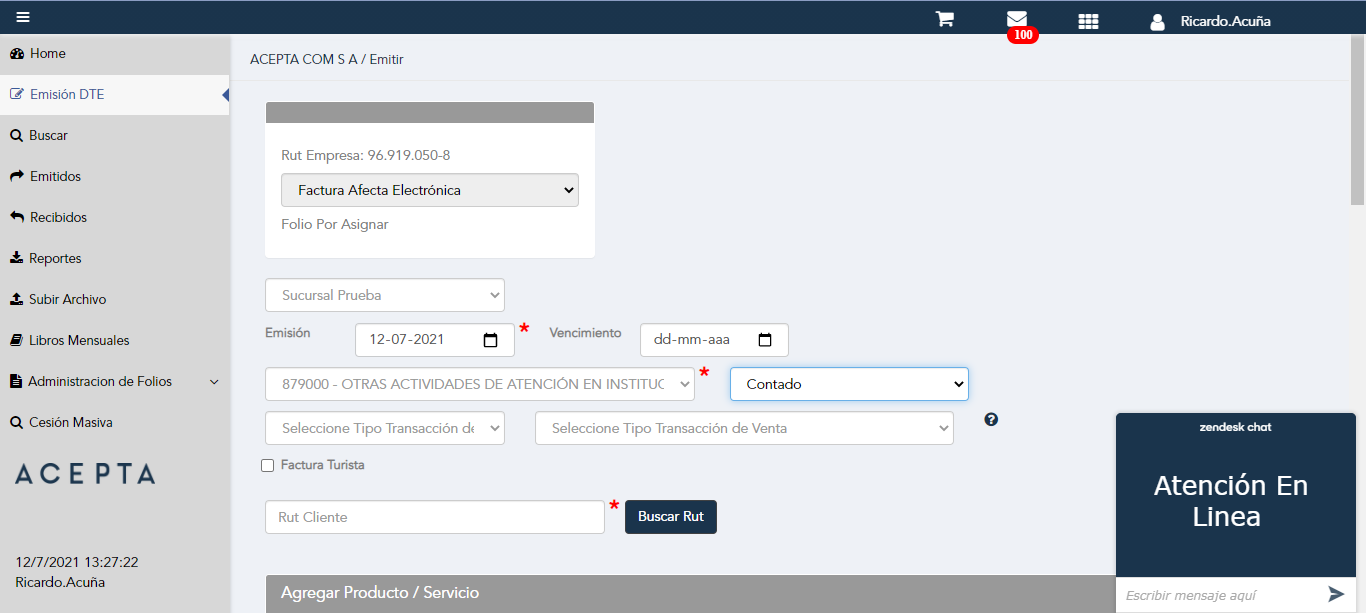 100
Ricardo.Acuña
Home
Emisión DTE
Buscar
Emitidos
Recibidos
Reportes
Subir Archivo
Libros Mensuales
Administracion de Folios
Cesión Masiva
ACEPTA
12/7/2021 13:27:22
Ricardo.Acuña
ACEPTA COM S A / Emitir
Rut Empresa: 96.919.050-8
Factura Afecta Electrónica
Folio Por Asignar
Sucursal Prueba
Emisión 12-07-2021 * Vencimiento dd-mm-aaa
879000 - OTRAS ACTIVIDADES DE ATENCIÓN EN INSTITUC * Contado
Seleccione Tipo Transacción de Seleccione Tipo Transacción de Venta ?
Factura Turista
Rut Cliente * Buscar Rut
Agregar Producto / Servicio
zendesk chat
Atención En
Linea
Escribir mensaje aquí